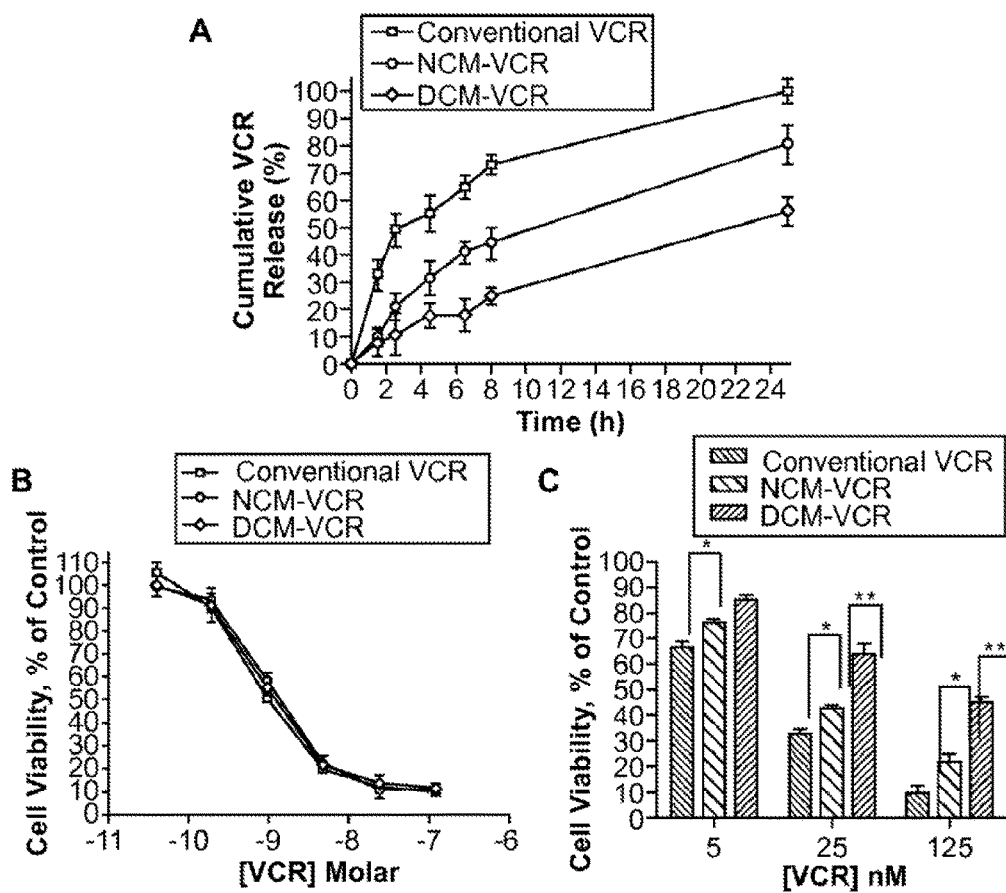 A
Conventional VCR
NCM-VCR
DCM-VCR
Cumulative VCR
Release (%)
100
90
80
70
60
50
40
30
20
10
0
0 2 4 6 8 10 12 14 16 18 20 22 24
Time (h)
B
Conventional VCR
NCM-VCR
DCM-VCR
Cell Viability, % of Control
110
100
90
80
70
60
50
40
30
20
10
0
-11 -10 -9 -8 -7 -6
[VCR] Molar
C
Conventional VCR
NCM-VCR
DCM-VCR
Cell Viability, % of Control
100
90
80
70
60
50
40
30
20
10
0
* * ** * **
5 25 125
[VCR] nM